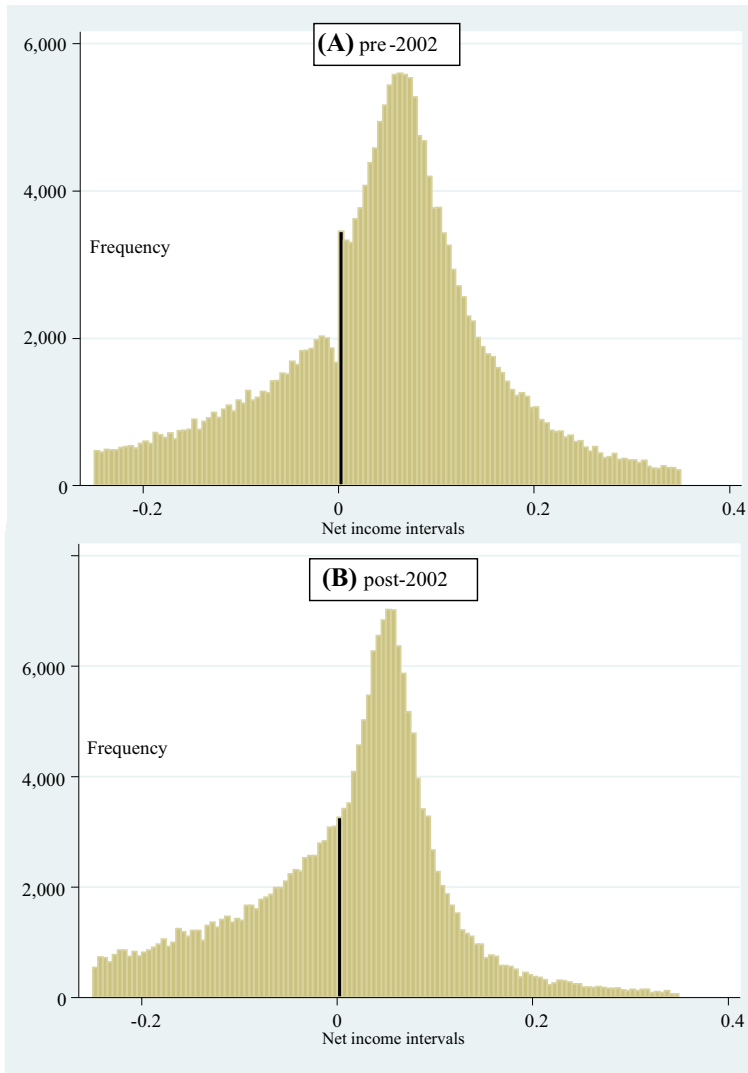 (A) pre-2002
6,000
4,000
Frequency
2,000
0
-0.2 0 0.2 0.4
Net income intervals
(B) post-2002
6,000
Frequency
4,000
2,000
0
-0.2 0 0.2 0.4
Net income intervals